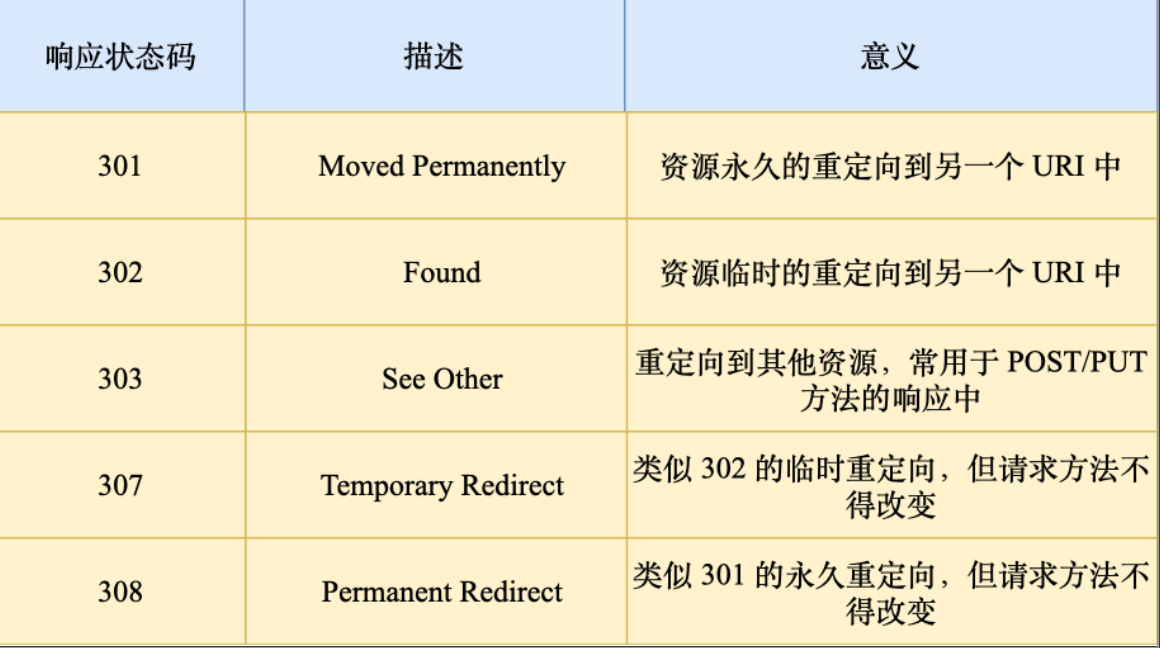 响应状态码 描述 意义
301 Moved Permanently 资源永久的重定向到另一个 URI 中
302 Found 资源临时的重定向到另一个 URI 中
303 See Other 重定向到其他资源，常用于 POST/PUT
方法的响应中
307 Temporary Redirect 类似 302 的临时重定向，但请求方法不
得改变
308 Permanent Redirect 类似 301 的永久重定向，但请求方法不
得改变